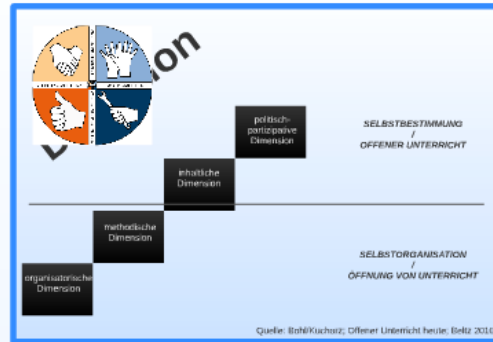 politisch-
partizipative
Dimension
SELBSTBESTIMMUNG
/
OFFENER UNTERRICHT
inhaltliche
Dimension
methodische
Dimension
organisatorische
Dimension
SELBSTORGANISATION
/
ÖFFNUNG VON UNTERRICHT
Quelle: Bohl/Kucharz; Offener Unterricht heute; Beltz 2010